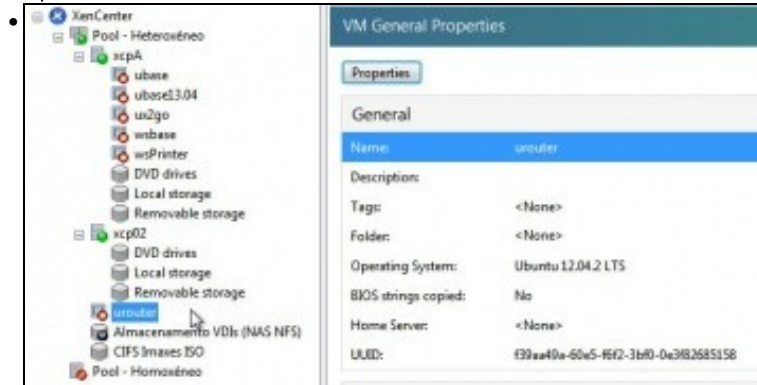 XenCenter
Pool - Heteroxéneo
xcpA
ubase
ubase13.04
ux2go
wsbase
wsPrinter
DVD drives
Local storage
Removable storage
xcp02
DVD drives
Local storage
Removable storage
urouter
Almacenamento VDIs (NAS NFS)
CIFS Imaxes ISO
Pool - Homoxéneo
VM General Properties
Properties
General
Name: urouter
Description:
Tags: <None>
Folder: <None>
Operating System: Ubuntu 12.04.2 LTS
BIOS strings copied: No
Home Server: <None>
UUID: f39aa49a-60e5-f6f2-3bf0-0e3f82685158